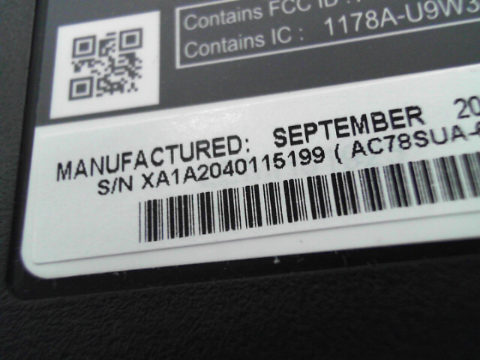 Contains FCC ID :
Contains IC : 1178A-U9W3
MANUFACTURED: SEPTEMBER 20
S/N XA1A2040115199 ( AC78SUA-